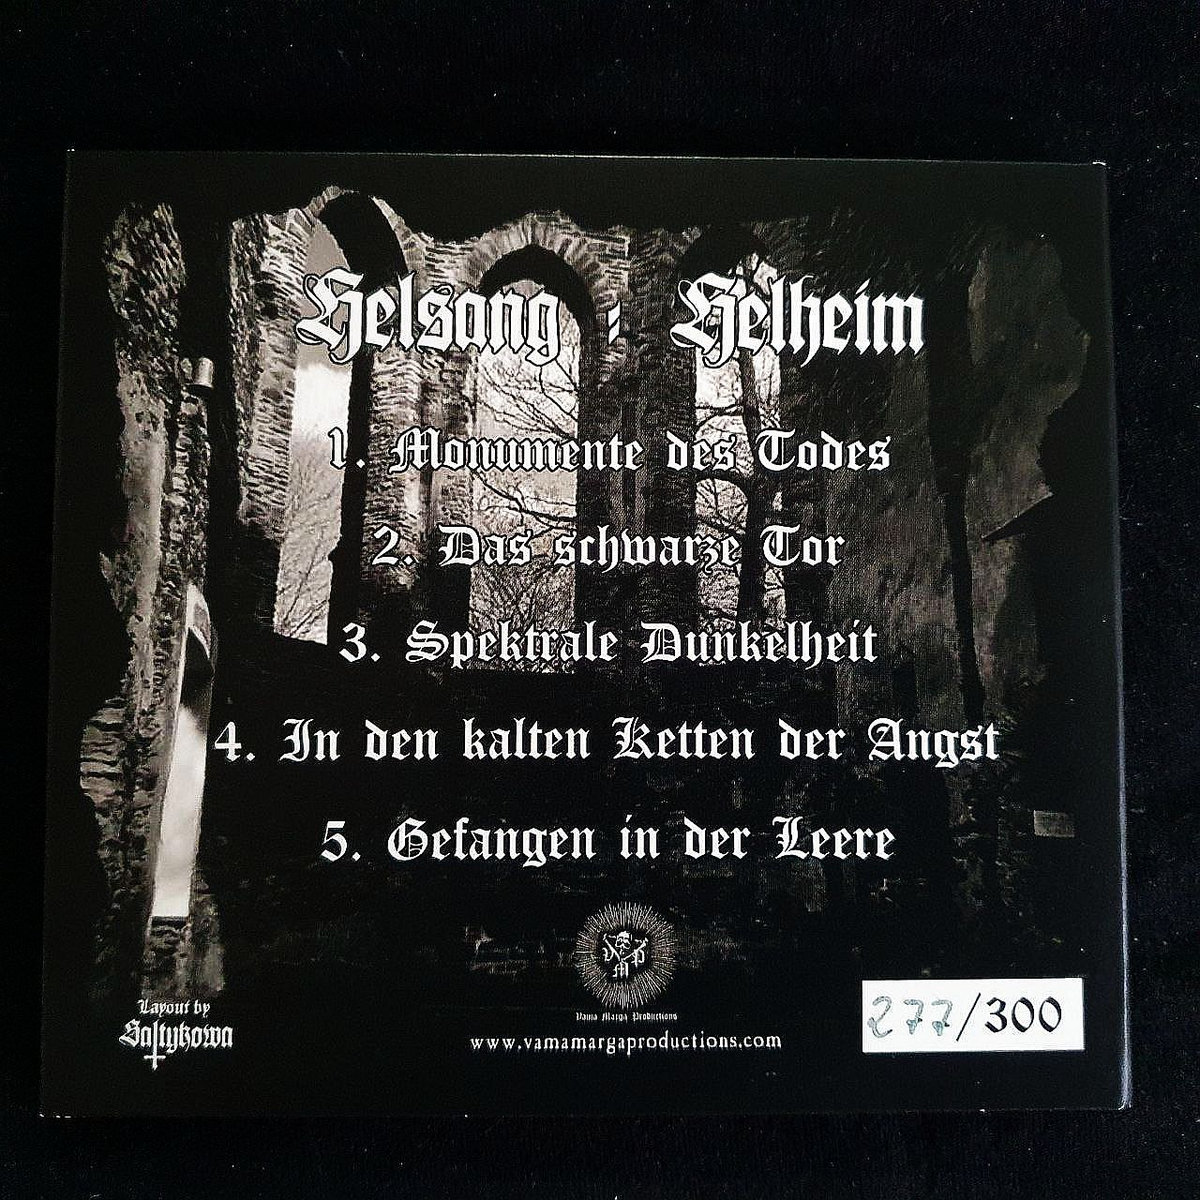 Helsang : Helheim
1. Monumente des Todes
2. Das schwarze Tor
3. Spektrale Dunkelheit
4. In den kalten Ketten der Angst
5. Gefangen in der Leere
V M P
Vama Marga Productions
www.vamamargaproductions.com
Layout by
Saltykowa
277/300